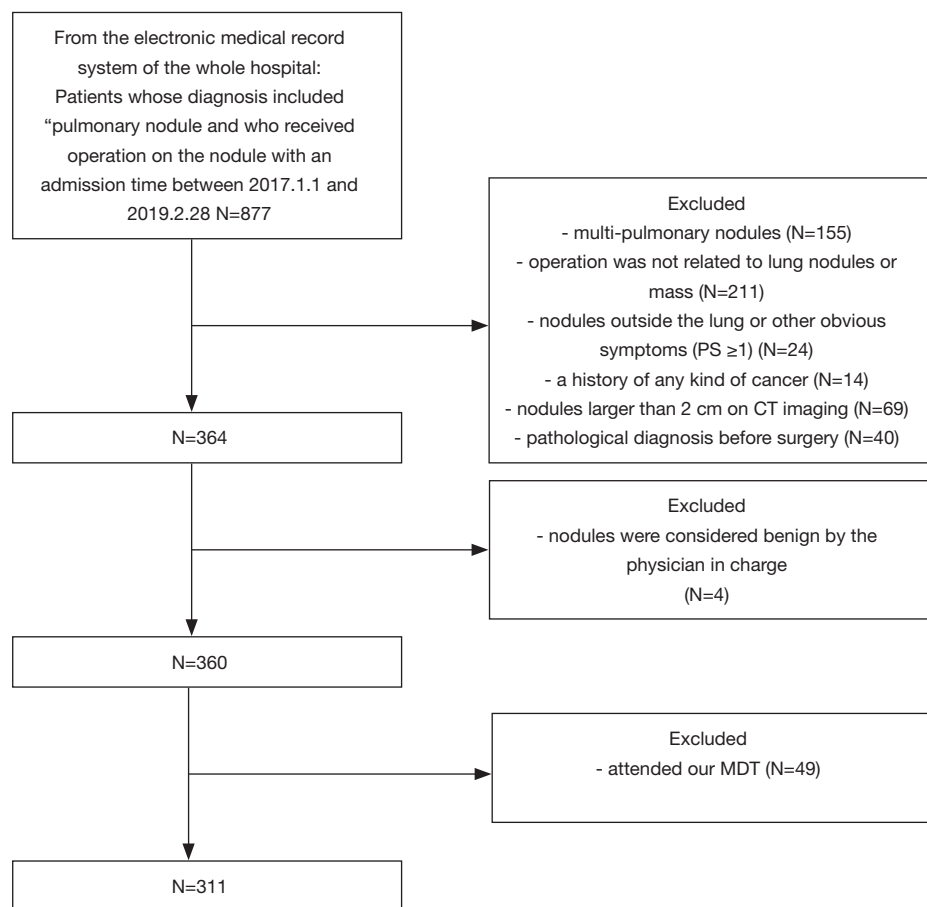 From the electronic medical record
system of the whole hospital:
Patients whose diagnosis included
“pulmonary nodule and who received
operation on the nodule with an
admission time between 2017.1.1 and
2019.2.28 N=877
Excluded
- multi-pulmonary nodules (N=155)
- operation was not related to lung nodules or
mass (N=211)
- nodules outside the lung or other obvious
symptoms (PS ≥1) (N=24)
- a history of any kind of cancer (N=14)
- nodules larger than 2 cm on CT imaging (N=69)
- pathological diagnosis before surgery (N=40)
N=364
Excluded
- nodules were considered benign by the
physician in charge
(N=4)
N=360
Excluded
- attended our MDT (N=49)
N=311